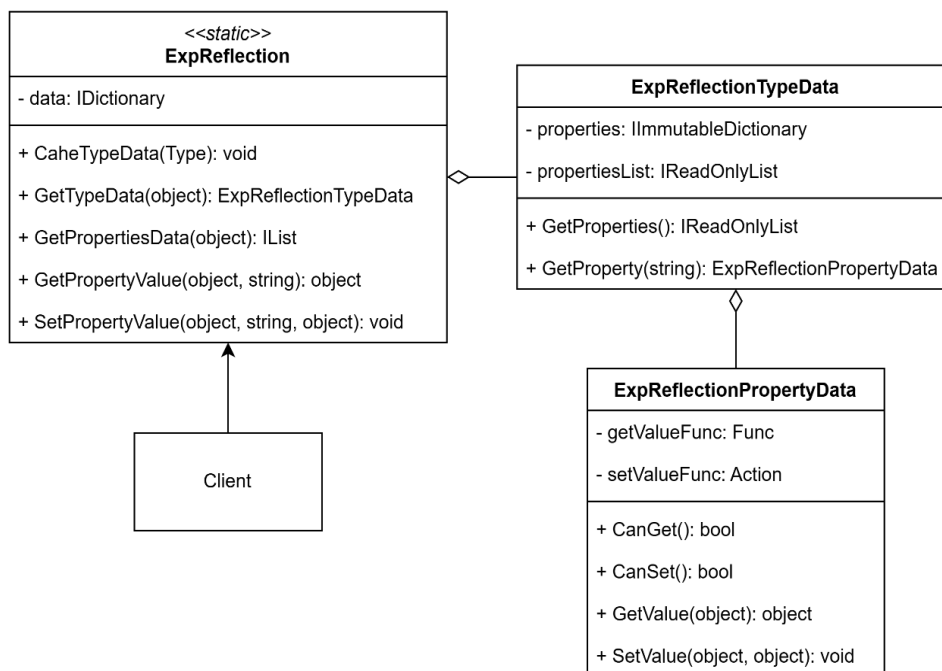 <<static>>
ExpReflection
- data: IDictionary
+ CaheTypeData(Type): void
+ GetTypeData(object): ExpReflectionTypeData
+ GetPropertiesData(object): IList
+ GetPropertyValue(object, string): object
+ SetPropertyValue(object, string, object): void
ExpReflectionTypeData
- properties: IImmutableDictionary
- propertiesList: IReadOnlyList
+ GetProperties(): IReadOnlyList
+ GetProperty(string): ExpReflectionPropertyData
Client
ExpReflectionPropertyData
- getValueFunc: Func
- setValueFunc: Action
+ CanGet(): bool
+ CanSet(): bool
+ GetValue(object): object
+ SetValue(object, object): void